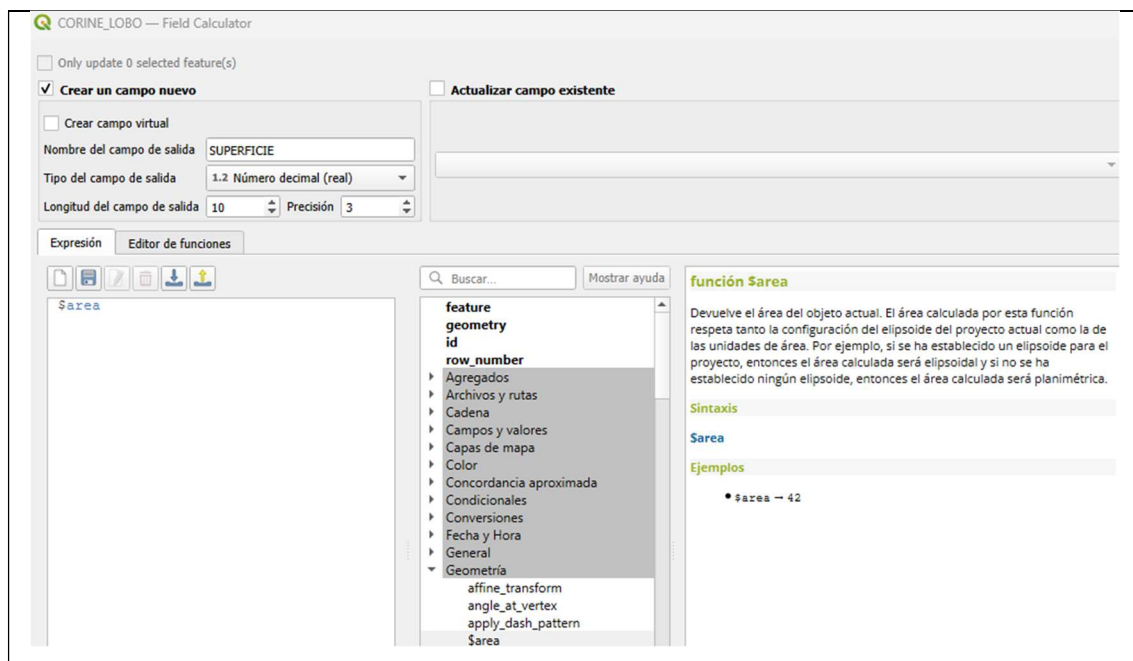 CORINE_LOBO — Field Calculator
Only update 0 selected feature(s)
Crear un campo nuevo
Actualizar campo existente
Crear campo virtual
Nombre del campo de salida SUPERFICIE
Tipo del campo de salida 1.2 Número decimal (real)
Longitud del campo de salida 10 Precisión 3
Expresión Editor de funciones
Buscar... Mostrar ayuda
$area
feature
geometry
id
row_number
Agregados
Archivos y rutas
Cadena
Campos y valores
Capas de mapa
Color
Concordancia aproximada
Condicionales
Conversiones
Fecha y Hora
General
Geometría
affine_transform
angle_at_vertex
apply_dash_pattern
$area
función $area
Devuelve el área del objeto actual. El área calculada por esta función
respeta tanto la configuración del elipsoide del proyecto actual como la de
las unidades de área. Por ejemplo, si se ha establecido un elipsoide para el
proyecto, entonces el área calculada será elipsoidal y si no se ha
establecido ningún elipsoide, entonces el área calculada será planimétrica.
Sintaxis
$area
Ejemplos
• $area → 42